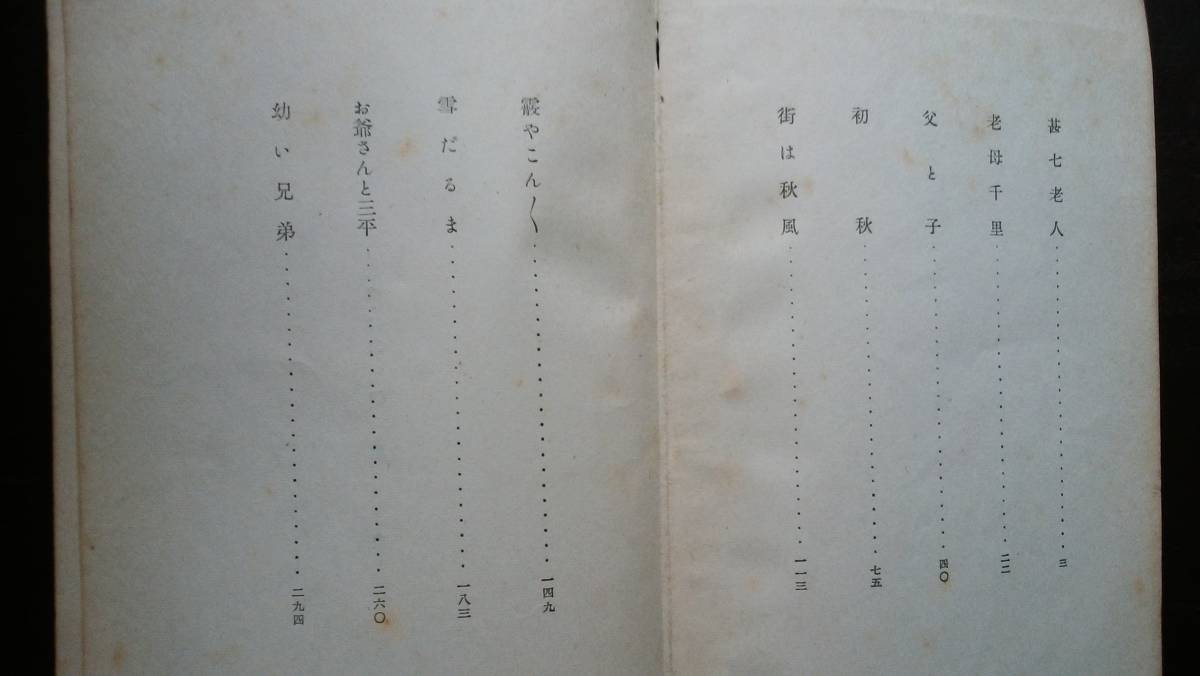 甚七老人・・・・・・・・・・・・・・・・・・・・三
老母千里・・・・・・・・・・・・・・・・・・・・二二
父と子・・・・・・・・・・・・・・・・・・・・四〇
初秋・・・・・・・・・・・・・・・・・・・・七五
街は秋風・・・・・・・・・・・・・・・・・・・・一一三
霰やこん〳〵・・・・・・・・・・・・・・・・・・・・一四九
雪だるま・・・・・・・・・・・・・・・・・・・・一八三
お爺さんと三平・・・・・・・・・・・・・・・・・・・・二六〇
幼い兄弟・・・・・・・・・・・・・・・・・・・・二九四